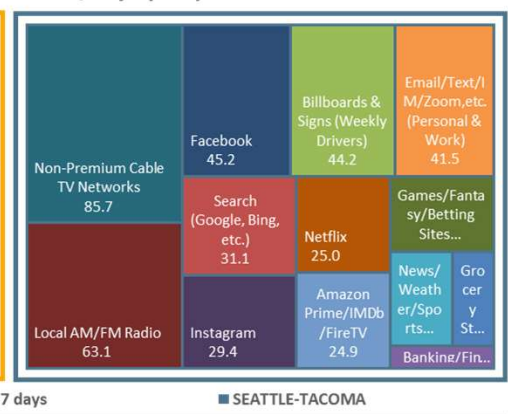 Non-Premium Cable
TV Networks
85.7
Local AM/FM Radio
63.1
Facebook
45.2
Search
(Google, Bing,
etc.)
31.1
Instagram
29.4
Billboards &
Signs (Weekly
Drivers)
44.2
Netflix
25.0
Amazon
Prime/IMDb
/FireTV
24.9
Email/Text/I
M/Zoom,etc.
(Personal &
Work)
41.5
Games/Fanta
sy/Betting
Sites...
News/
Weath
er/Spo
rts...
Gro
cer
y
St...
Banking/Fin...
7 days
SEATTLE-TACOMA